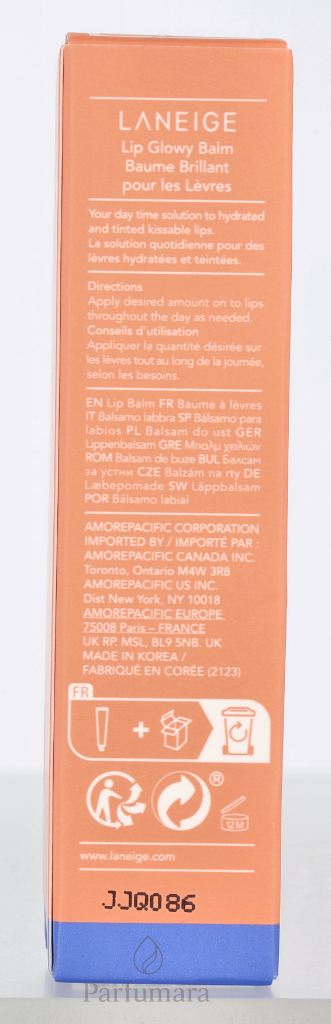 LANEIGE
Lip Glowy Balm
Baume Brillant
pour les Lèvres
Your day time solution to hydrated
and tinted kissable lips.
La solution quotidienne pour des
lèvres hydratées et teintées.
Directions
Apply desired amount on to lips
throughout the day as needed.
Conseils d'utilisation
Appliquer la quantité désirée sur
les lèvres tout au long de la journée,
selon les besoins.
EN Lip Balm FR Baume à lèvres
IT Balsamo labbra SP Bálsamo para
labios PL Balsam do ust GER
Lippenbalsam GRE Μπαλμ χειλιών
ROM Balsam de buze BUL Балсам
за устни CZE Balzám na rty DE
Læbepomade SW Läppbalsam
POR Bálsamo labial
AMOREPACIFIC CORPORATION
IMPORTED BY / IMPORTÉ PAR :
AMOREPACIFIC CANADA INC.
Toronto, Ontario M4W 3R8
AMOREPACIFIC US INC.
Dist New York, NY 10018
AMOREPACIFIC EUROPE
75008 Paris – FRANCE
UK RP. MSL, BL9 5NB. UK
MADE IN KOREA /
FABRIQUÉ EN CORÉE (2123)
FR
+
®
12M
www.laneige.com
JJQ086
Parfumara